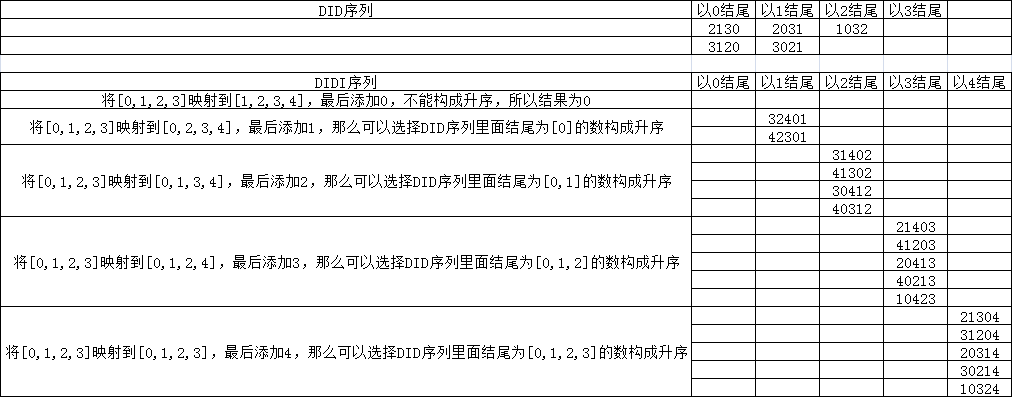 DID序列 以0结尾 以1结尾 以2结尾 以3结尾
2130 2031 1032
3120 3021
DIDI序列 以0结尾 以1结尾 以2结尾 以3结尾 以4结尾
将[0,1,2,3]映射到[1,2,3,4]，最后添加0，不能构成升序，所以结果为0
将[0,1,2,3]映射到[0,2,3,4]，最后添加1，那么可以选择DID序列里面结尾为[0]的数构成升序
32401
42301
将[0,1,2,3]映射到[0,1,3,4]，最后添加2，那么可以选择DID序列里面结尾为[0,1]的数构成升序
31402
41302
30412
40312
将[0,1,2,3]映射到[0,1,2,4]，最后添加3，那么可以选择DID序列里面结尾为[0,1,2]的数构成升序
21403
41203
20413
40213
10423
将[0,1,2,3]映射到[0,1,2,3]，最后添加4，那么可以选择DID序列里面结尾为[0,1,2,3]的数构成升序
21304
31204
20314
30214
10324